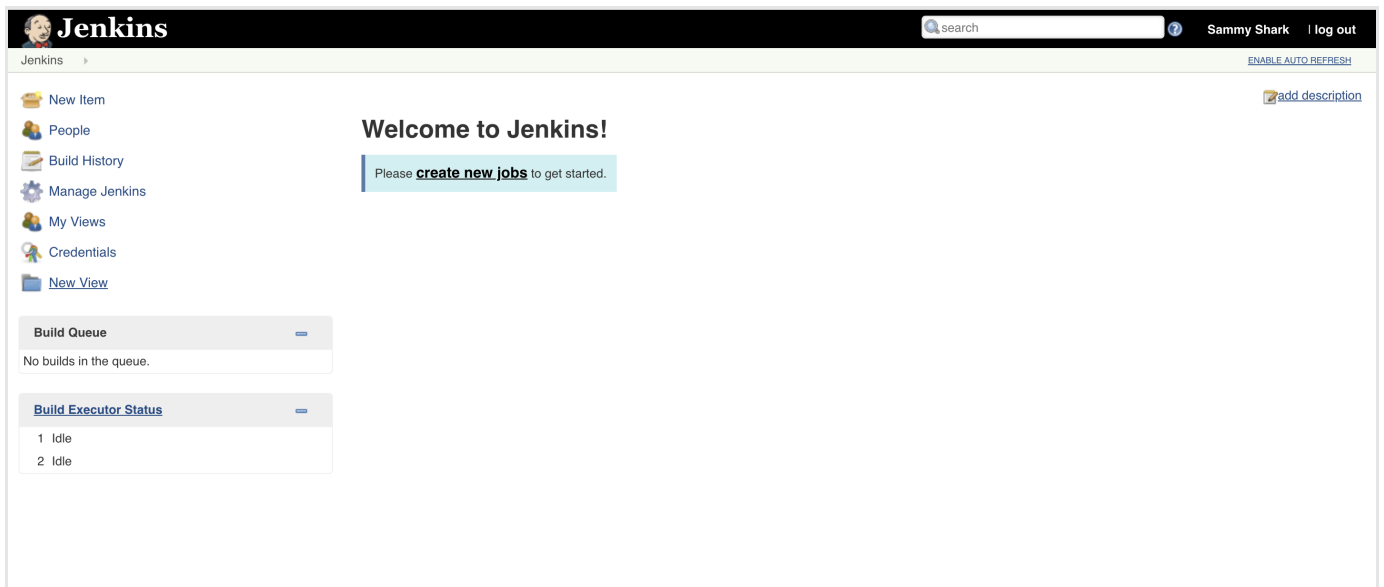 Jenkins
search
Sammy Shark | log out
Jenkins
ENABLE AUTO REFRESH
New Item
People
Build History
Manage Jenkins
My Views
Credentials
New View
Build Queue
No builds in the queue.
Build Executor Status
1 Idle
2 Idle
add description
Welcome to Jenkins!
Please create new jobs to get started.